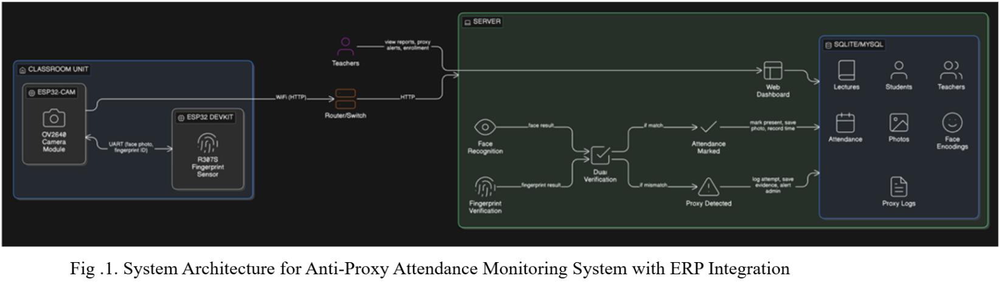 SERVER
SQLITE/MYSQL
view reports, proxy
alerts, enrollment
Teachers
CLASSROOM UNIT
ESP32-CAM
OV2640
Camera
Module
UART (face photo,
fingerprint ID)
ESP32 DEVKIT
R307S
Fingerprint
Sensor
WiFi (HTTP)
Router/Switch
HTTP
Web
Dashboard
Lectures
Students
Teachers
Face
Recognition
face result
Fingerprint
Verification
fingerprint result
Dual
Verification
if match
if mismatch
Attendance
Marked
Proxy Detected
mark present, save
photo, record time
log attempt, save
evidence, alert
admin
Attendance
Photos
Face
Encodings
Proxy Logs
Fig .1. System Architecture for Anti-Proxy Attendance Monitoring System with ERP Integration